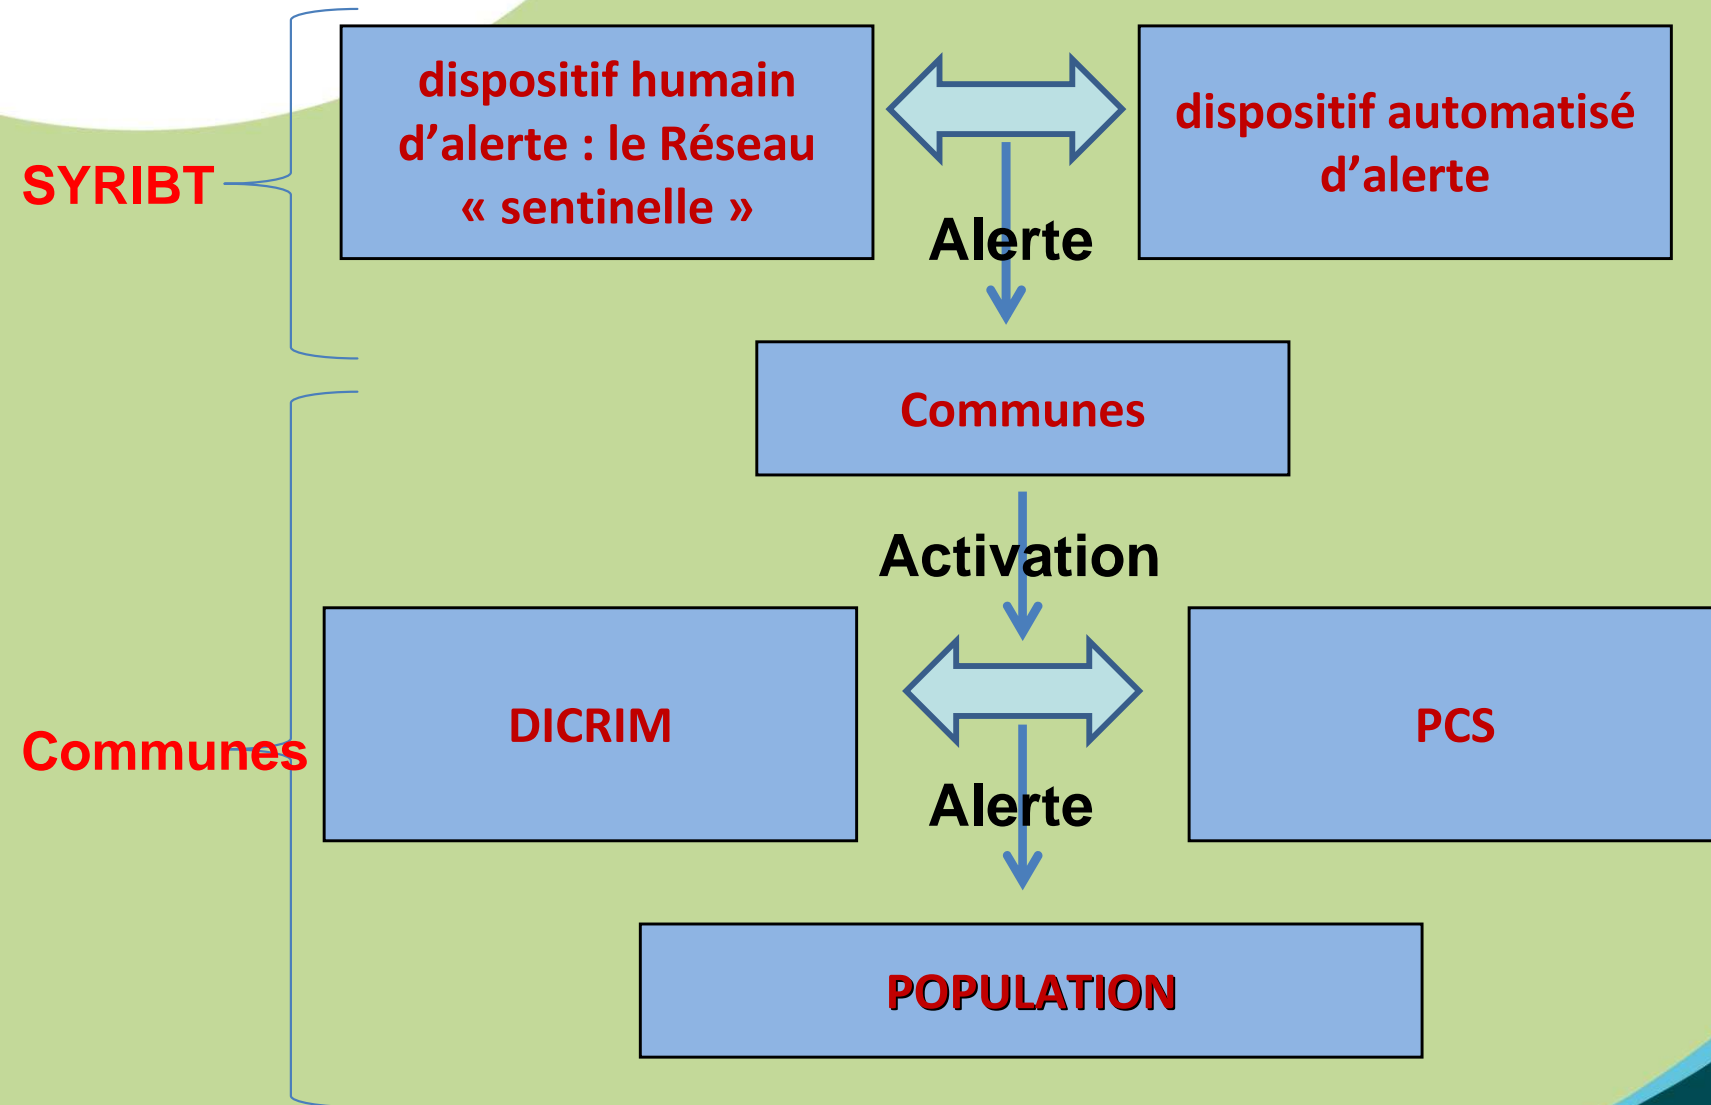 dispositif humain
d’alerte : le Réseau
« sentinelle »
dispositif automatisé
d’alerte
SYRIBT
Alerte
Communes
Activation
DICRIM
PCS
Communes
Alerte
POPULATION